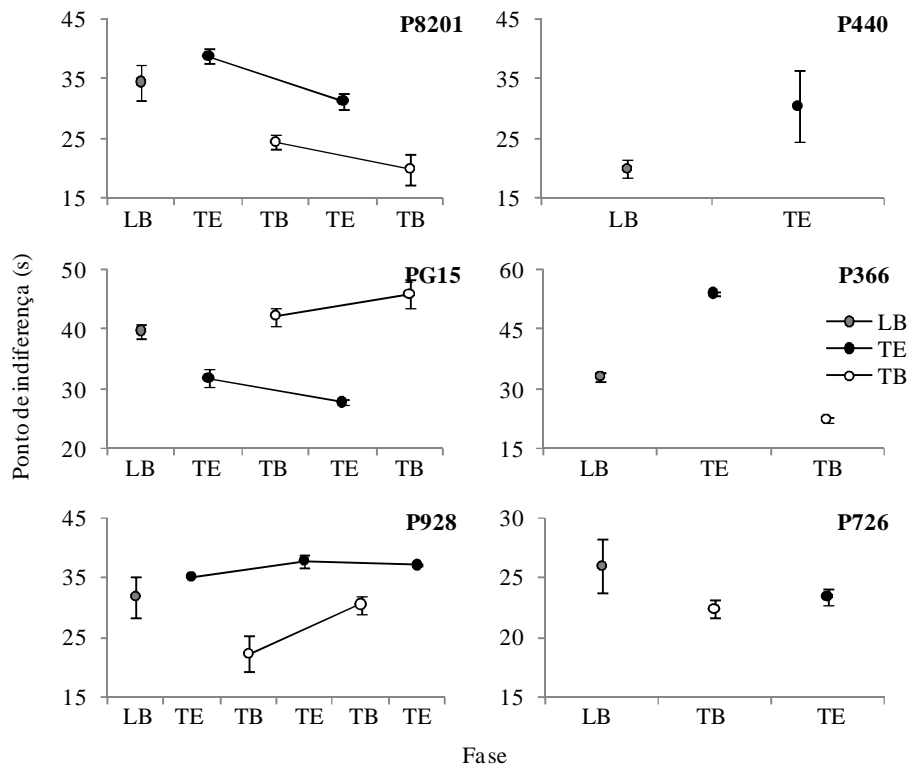 P8201
45
35
25
15
LB TE TB TE TB
P440
45
35
25
15
LB TE
PG15
50
40
30
20
LB TE TB TE TB
P366
60
45
30
15
LB TE TB
LB
TE
TB
P928
45
35
25
15
LB TE TB TE TB TE
P726
30
25
20
15
LB TB TE
Ponto de indiferença (s)
Fase